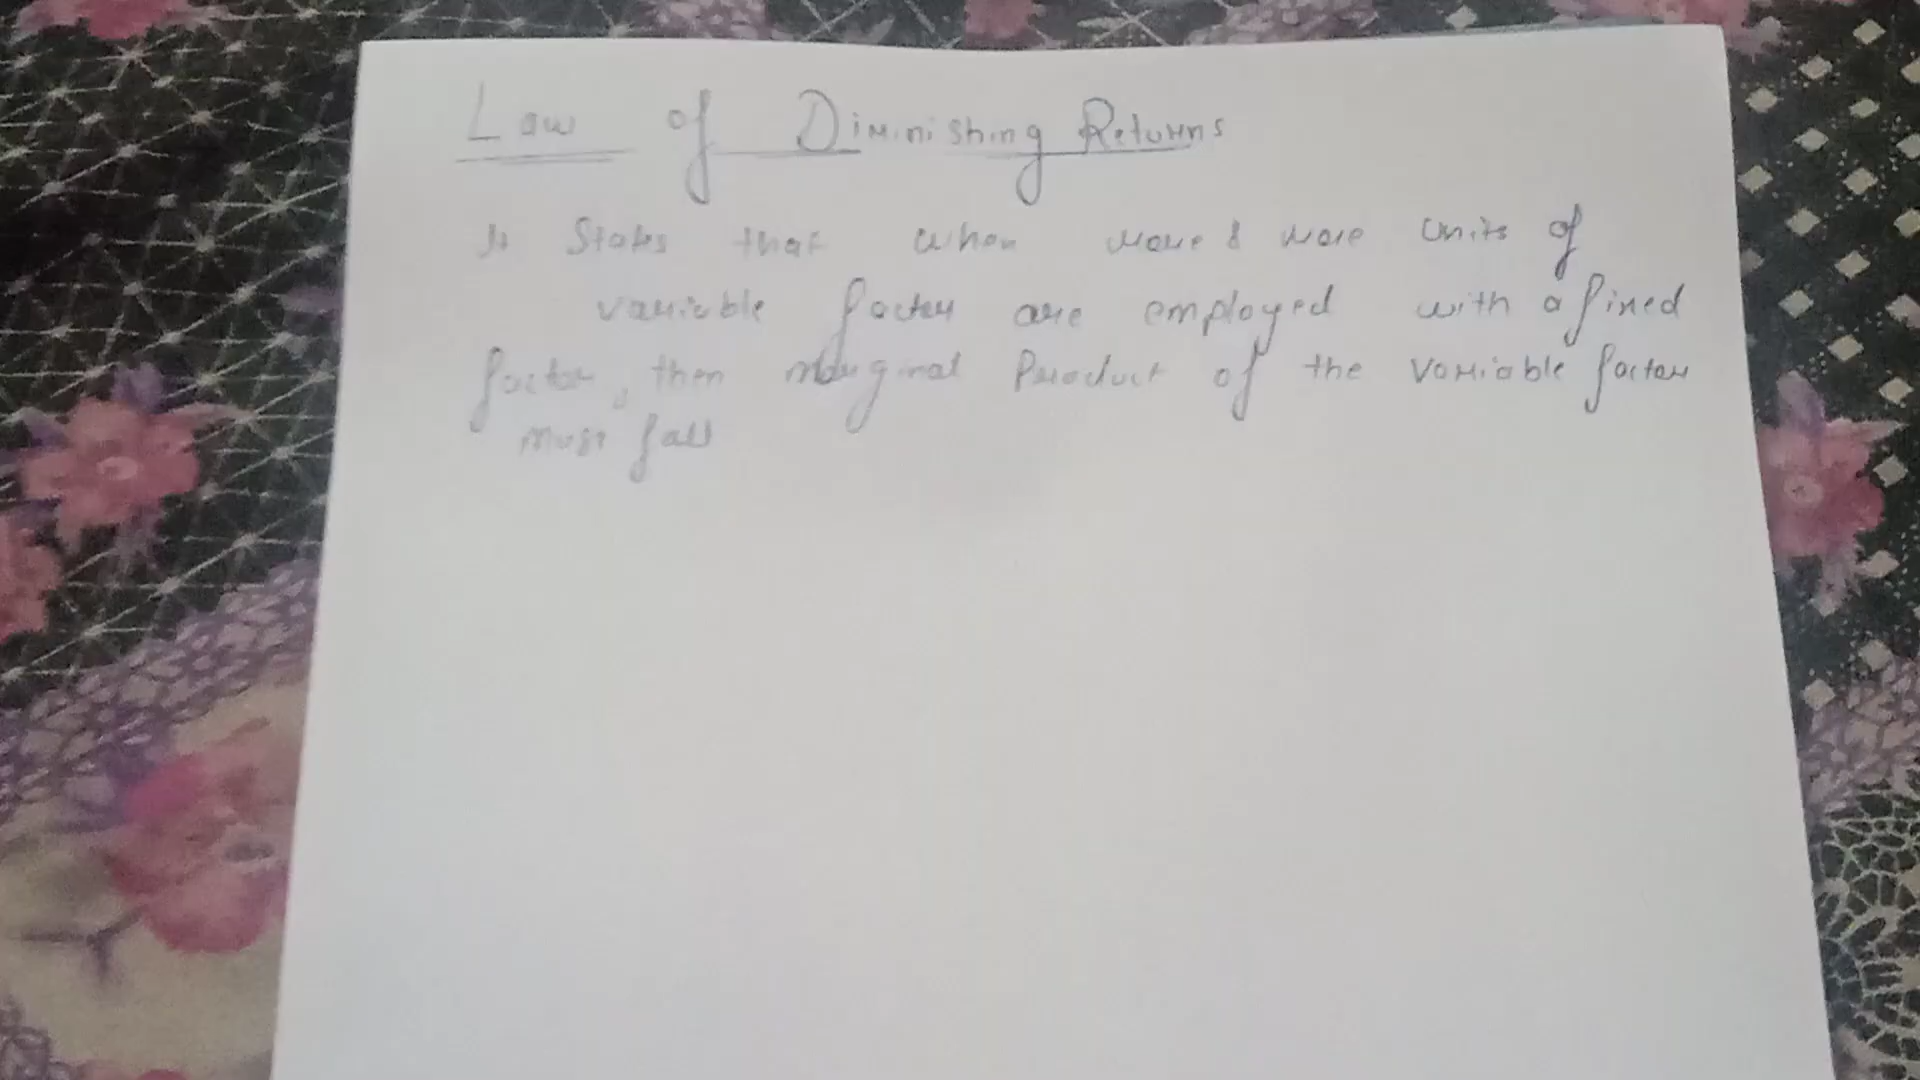 Law of Diminishing Returns
It States that when more & more units of
variable factor are employed with a fixed
factor, then marginal Product of the variable factor
must fall